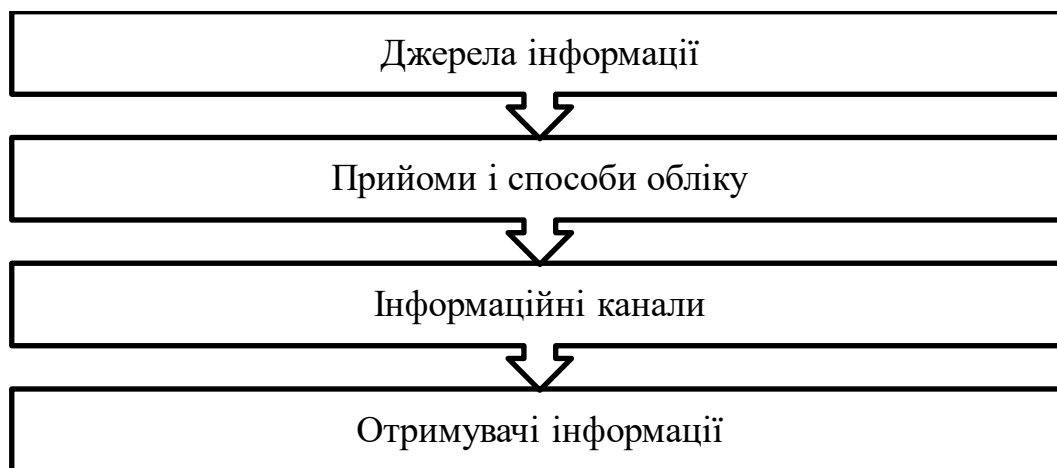 Джерела інформації
Прийоми і способи обліку
Інформаційні канали
Отримувачі інформації